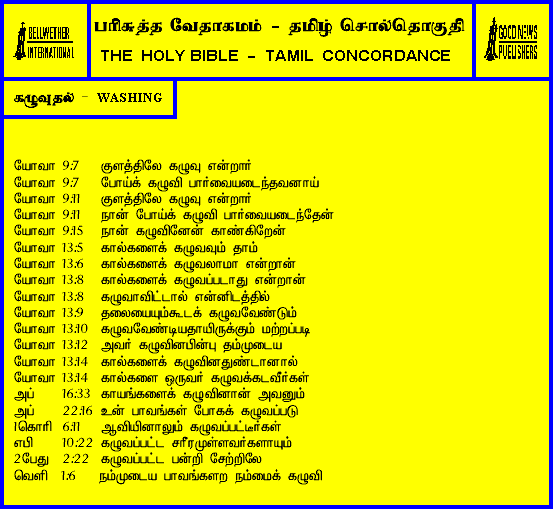 BELLWETHER
INTERNATIONAL
பரிசுத்த வேதாகமம் - தமிழ் சொல்தொகுதி
THE HOLY BIBLE - TAMIL CONCORDANCE
GOOD NEWS
PUBLISHERS
கழுவுதல் - WASHING
யோவா 9:7 குளத்திலே கழுவு என்றார்
யோவா 9:7 போய்க் கழுவி பார்வையடைந்தவனாய்
யோவா 9:11 குளத்திலே கழுவு என்றார்
யோவா 9:11 நான் போய்க் கழுவி பார்வையடைந்தேன்
யோவா 9:15 நான் கழுவினேன் காண்கிறேன்
யோவா 13:5 கால்களைக் கழுவவும் தாம்
யோவா 13:6 கால்களைக் கழுவலாமா என்றான்
யோவா 13:8 கால்களைக் கழுவப்படாது என்றான்
யோவா 13:8 கழுவாவிட்டால் என்னிடத்தில்
யோவா 13:9 தலையையும்கூடக் கழுவவேண்டும்
யோவா 13:10 கழுவவேண்டியதாயிருக்கும் மற்றப்படி
யோவா 13:12 அவர் கழுவினபின்பு தம்முடைய
யோவா 13:14 கால்களைக் கழுவினதுண்டானால்
யோவா 13:14 கால்களை ஒருவர் கழுவக்கடவீர்கள்
அப் 16:33 காயங்களைக் கழுவினான் அவனும்
அப் 22:16 உன் பாவங்கள் போகக் கழுவப்படு
1கொரி 6:11 ஆவியினாலும் கழுவப்பட்டீர்கள்
எபி 10:22 கழுவப்பட்ட சரீரமுள்ளவர்களாயும்
2பேது 2:22 கழுவப்பட்ட பன்றி சேற்றிலே
வெளி 1:6 நம்முடைய பாவங்களற நம்மைக் கழுவி